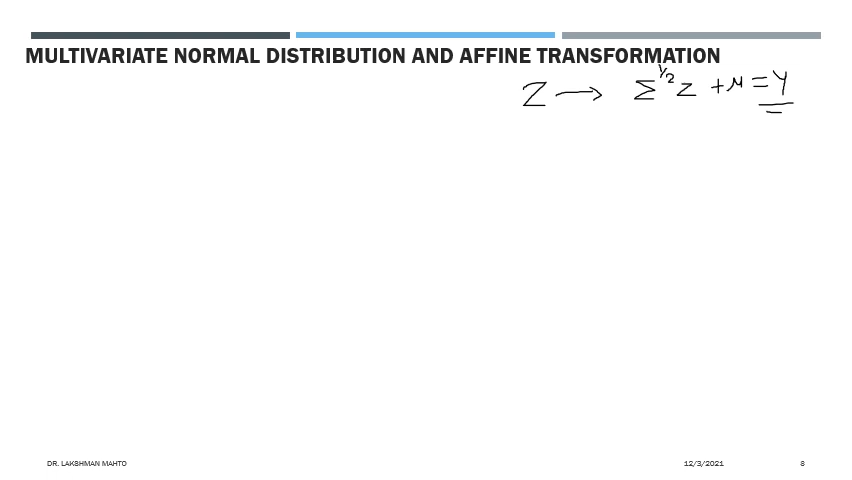 MULTIVARIATE NORMAL DISTRIBUTION AND AFFINE TRANSFORMATION
Z → Σ^{1/2} Z + μ = Y
DR. LAKSHMAN MAHTO 12/3/2021 8